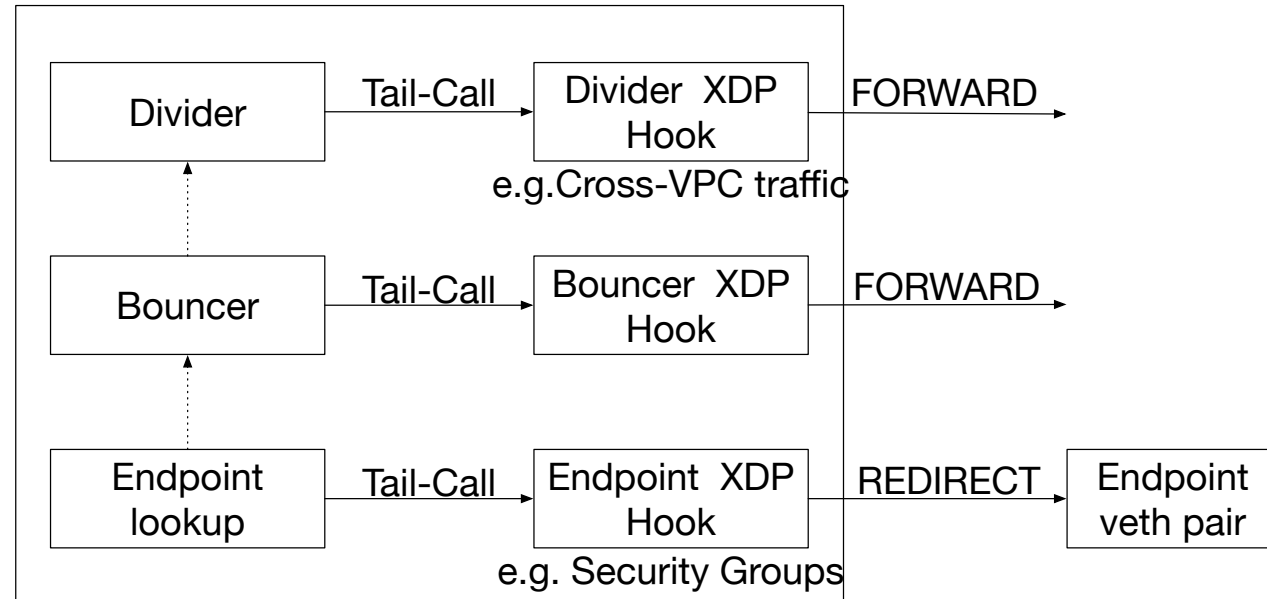 Divider
Tail-Call
Divider XDP
Hook
FORWARD
e.g.Cross-VPC traffic
Bouncer
Tail-Call
Bouncer XDP
Hook
FORWARD
Endpoint
lookup
Tail-Call
Endpoint XDP
Hook
REDIRECT
Endpoint
veth pair
e.g. Security Groups